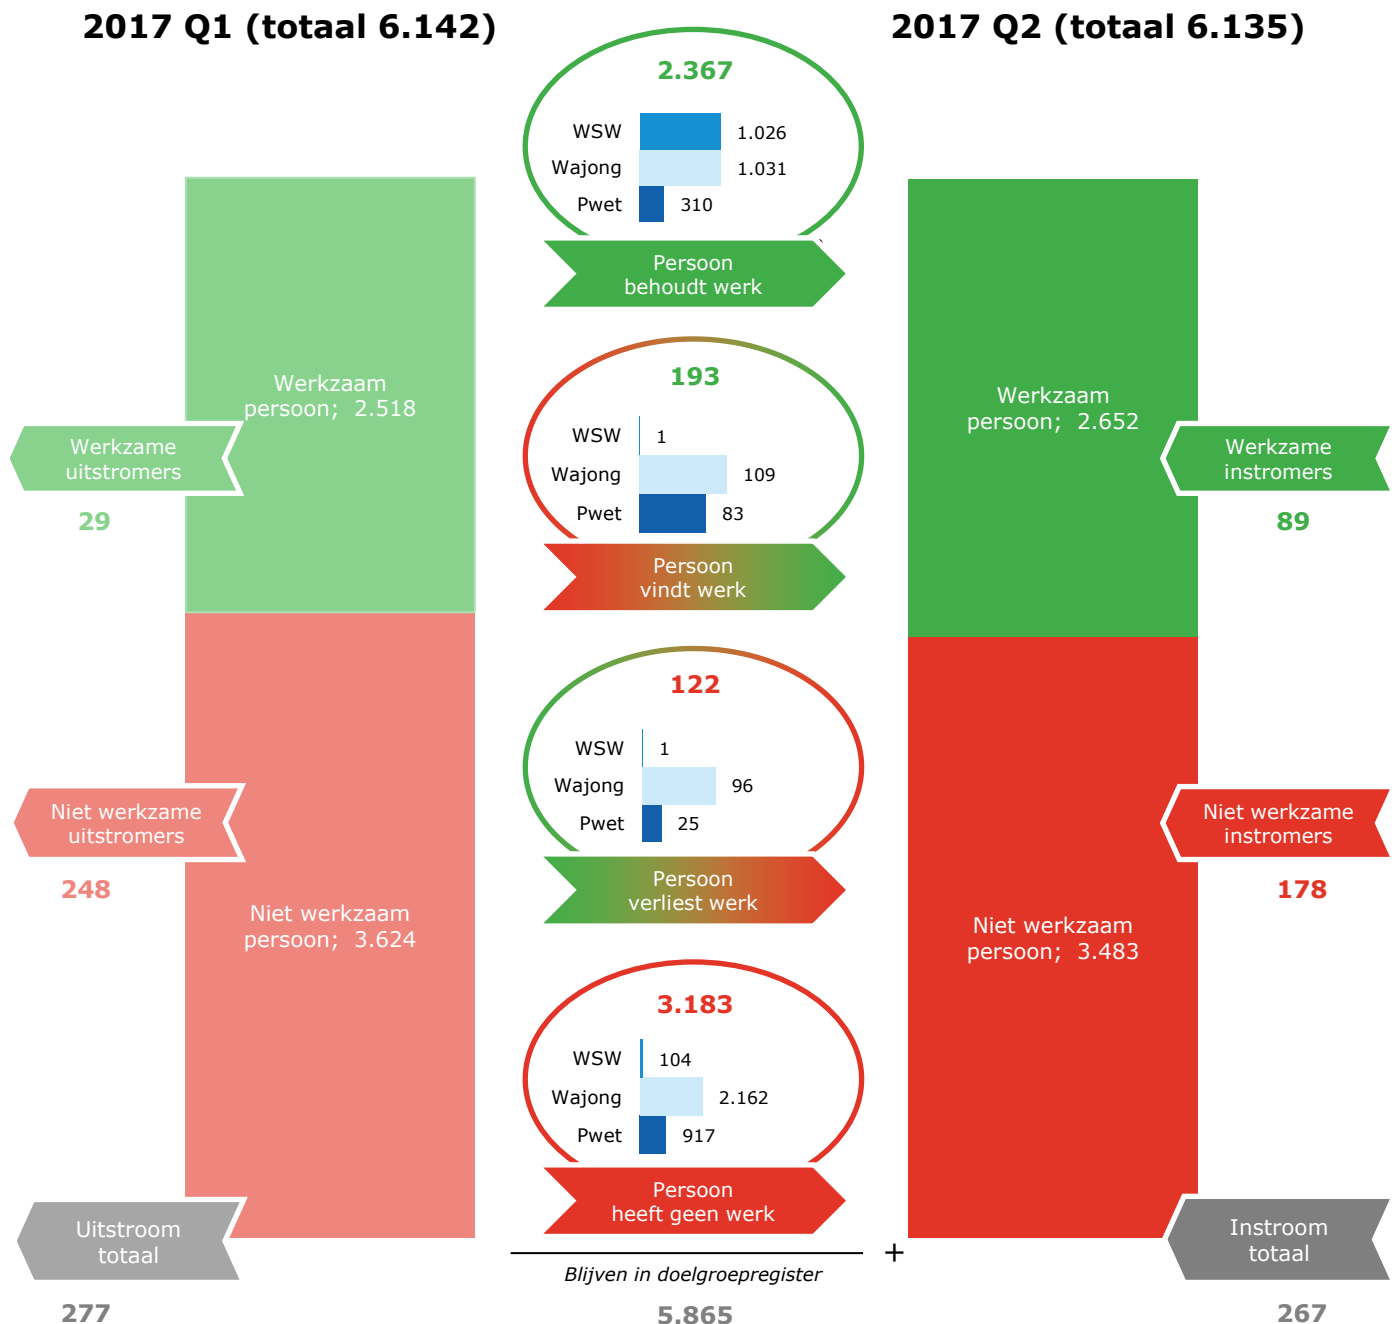 2017 Q1 (totaal 6.142)
2017 Q2 (totaal 6.135)
2.367
WSW 1.026
Wajong 1.031
Pwet 310
Persoon
behoudt werk
193
WSW 1
Wajong 109
Pwet 83
Persoon
vindt werk
122
WSW 1
Wajong 96
Pwet 25
Persoon
verliest werk
3.183
WSW 104
Wajong 2.162
Pwet 917
Persoon
heeft geen werk
Blijven in doelgroepregister
5.865
+
Werkzaam
persoon; 2.518
Werkzame
uitstromers
29
Niet werkzaam
persoon; 3.624
Niet werkzame
uitstromers
248
Uitstroom
totaal
277
Werkzaam
persoon; 2.652
Werkzame
instromers
89
Niet werkzaam
persoon; 3.483
Niet werkzame
instromers
178
Instroom
totaal
267